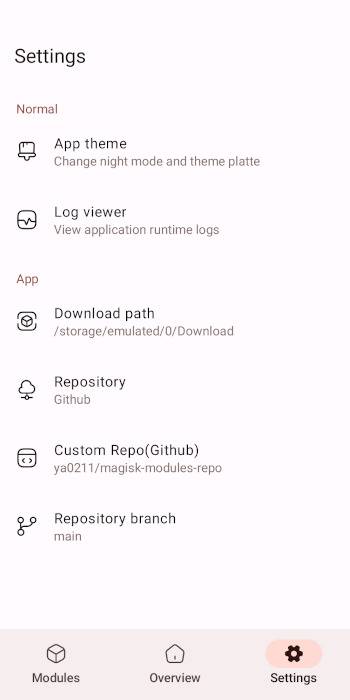 Settings
Normal
App theme
Change night mode and theme platte
Log viewer
View application runtime logs
App
Download path
/storage/emulated/0/Download
Repository
Github
Custom Repo(Github)
ya0211/magisk-modules-repo
Repository branch
main
Modules
Overview
Settings